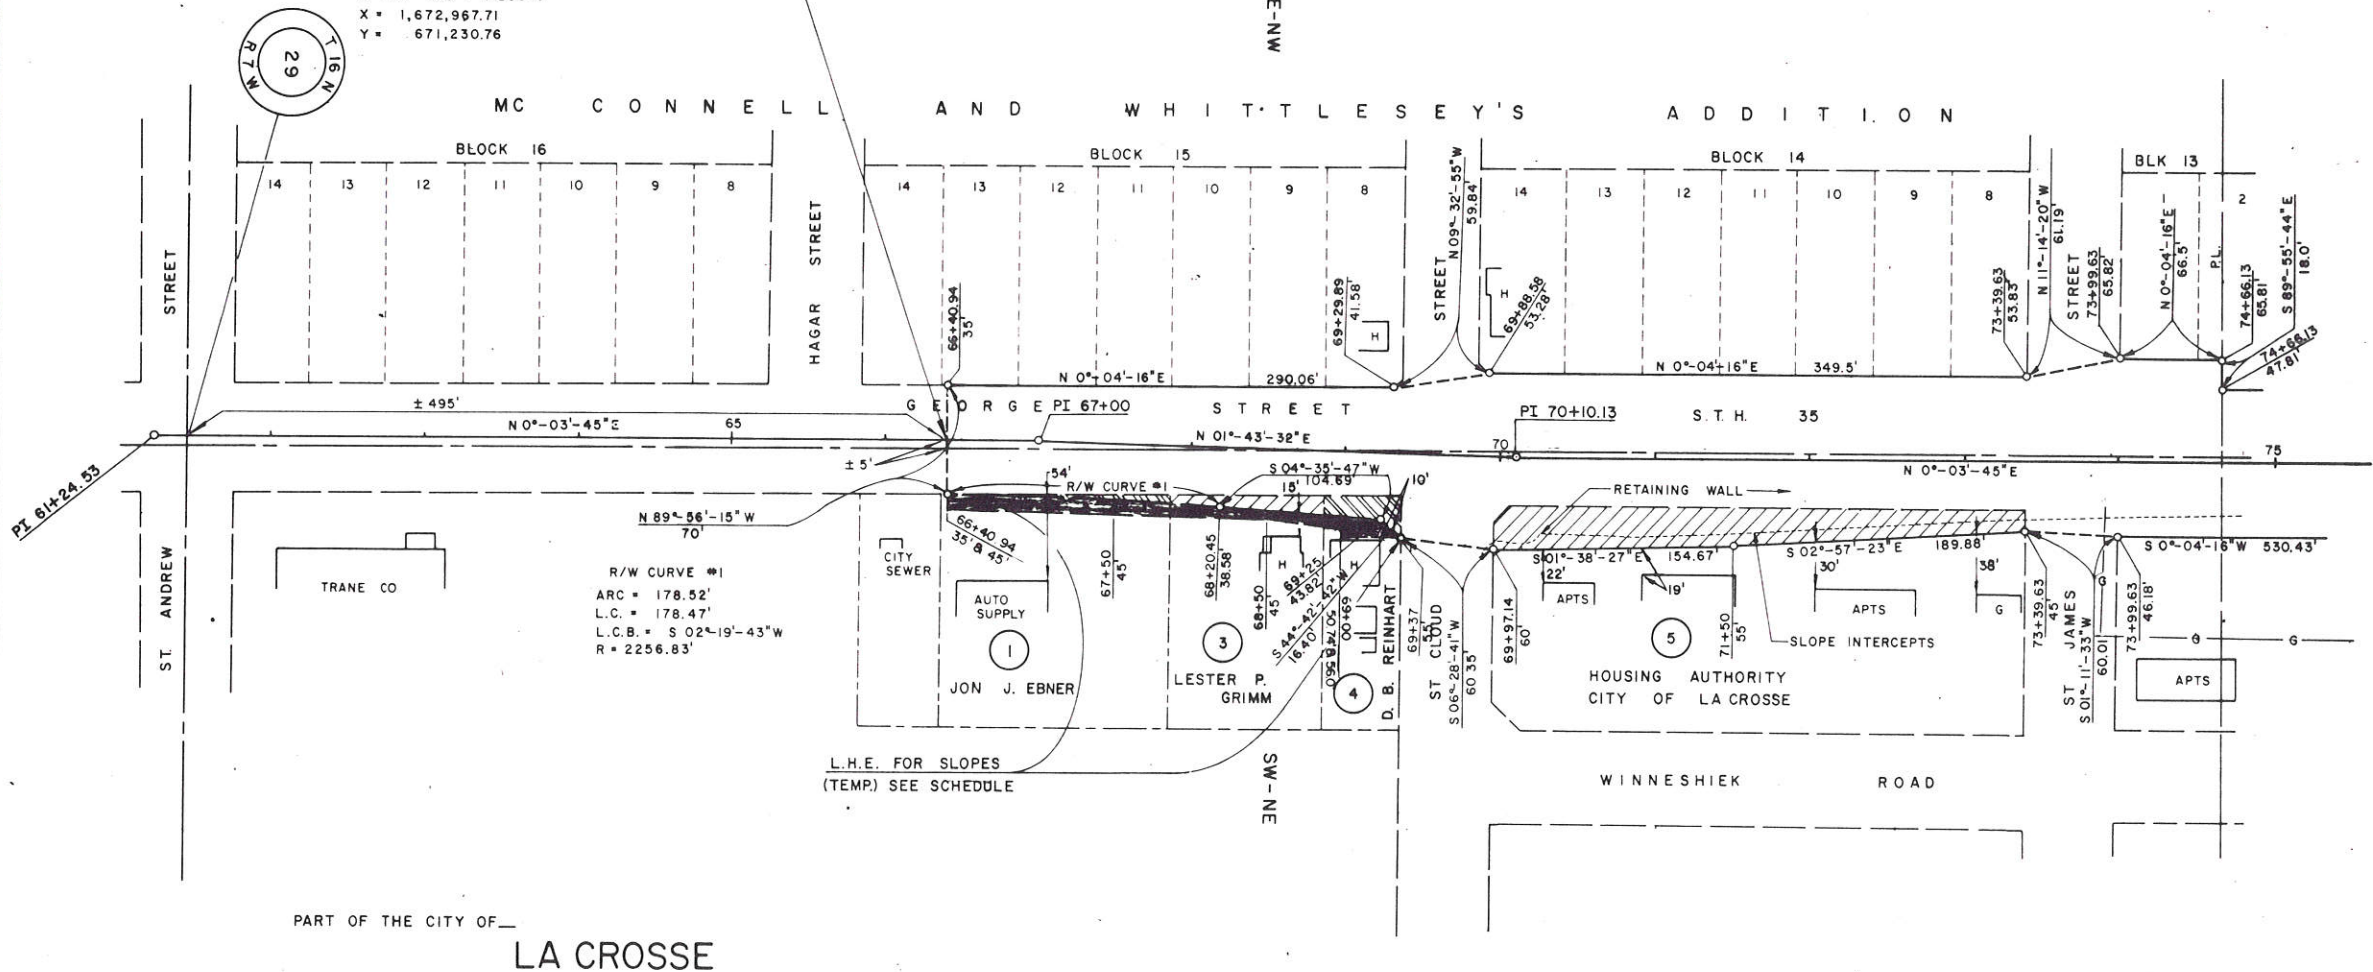 X = 1,672,967.71
Y = 671,230.76
T 16 N
R 7 W
29
E-NW
MC CONNELL AND WHITTLESEY'S ADDITION
BLOCK 16
14 13 12 11 10 9 8
BLOCK 15
14 13 12 11 10 9 8
BLOCK 14
14 13 12 11 10 9 8
BLK 13
2
STREET
HAGAR STREET
STREET
STREET
P.L.
N 09°-32'-55" W
59.84'
N 11°-14'-20" W
61.19'
N 0°-04'-16" E
66.5'
S 89°-55'-44" E
18.0'
66+40.94
35'
69+29.89
41.58'
H
H
69+88.58
53.28'
73+39.63
53.83'
73+99.63
65.82'
74+66.13
65.81'
74+66.13
47.81'
N 0°-04'-16" E 290.06'
N 0°-04'-16" E 349.5'
± 495'
GEORGE STREET
PI 67+00
PI 70+10.13
S.T.H. 35
N 0°-03'-45" E
65
N 01°-43'-32" E
70
N 0°-03'-45" E
75
± 5'
PI 61+24.53
54'
R/W CURVE #1
S 04°-35'-47" W
104.69'
15'
10'
RETAINING WALL
N 89°-56'-15" W
70'
66+40.94
35' & 45'
67+50
45'
68+20.45
38.58'
68+50
45'
69+25
43.82'
S 44°-42'-42" W
16.40'
69+00
69+37
55'
S 01°-38'-27" E 154.67'
S 02°-57'-23" E 189.88'
S 0°-04'-16" W 530.43'
22'
19'
30'
38'
TRANE CO
CITY
SEWER
AUTO
SUPPLY
H
H
APTS
APTS
G
G
G
G
APTS
R/W CURVE #1
ARC = 178.52'
L.C. = 178.47'
L.C.B. = S 02°-19'-43" W
R = 2256.83'
ST. ANDREW
1
JON J. EBNER
3
LESTER P.
GRIMM
4
D. B. REINHART
ST CLOUD
S 06°-28'-41" W
60.35'
69+97.14
60'
5
71+50
55'
SLOPE INTERCEPTS
HOUSING AUTHORITY
CITY OF LA CROSSE
73+39.63
45'
ST JAMES
S 01°-11'-33" W
60.01'
73+99.63
46.18'
L.H.E. FOR SLOPES
(TEMP.) SEE SCHEDULE
SW-NE
WINNESHIEK ROAD
PART OF THE CITY OF
LA CROSSE